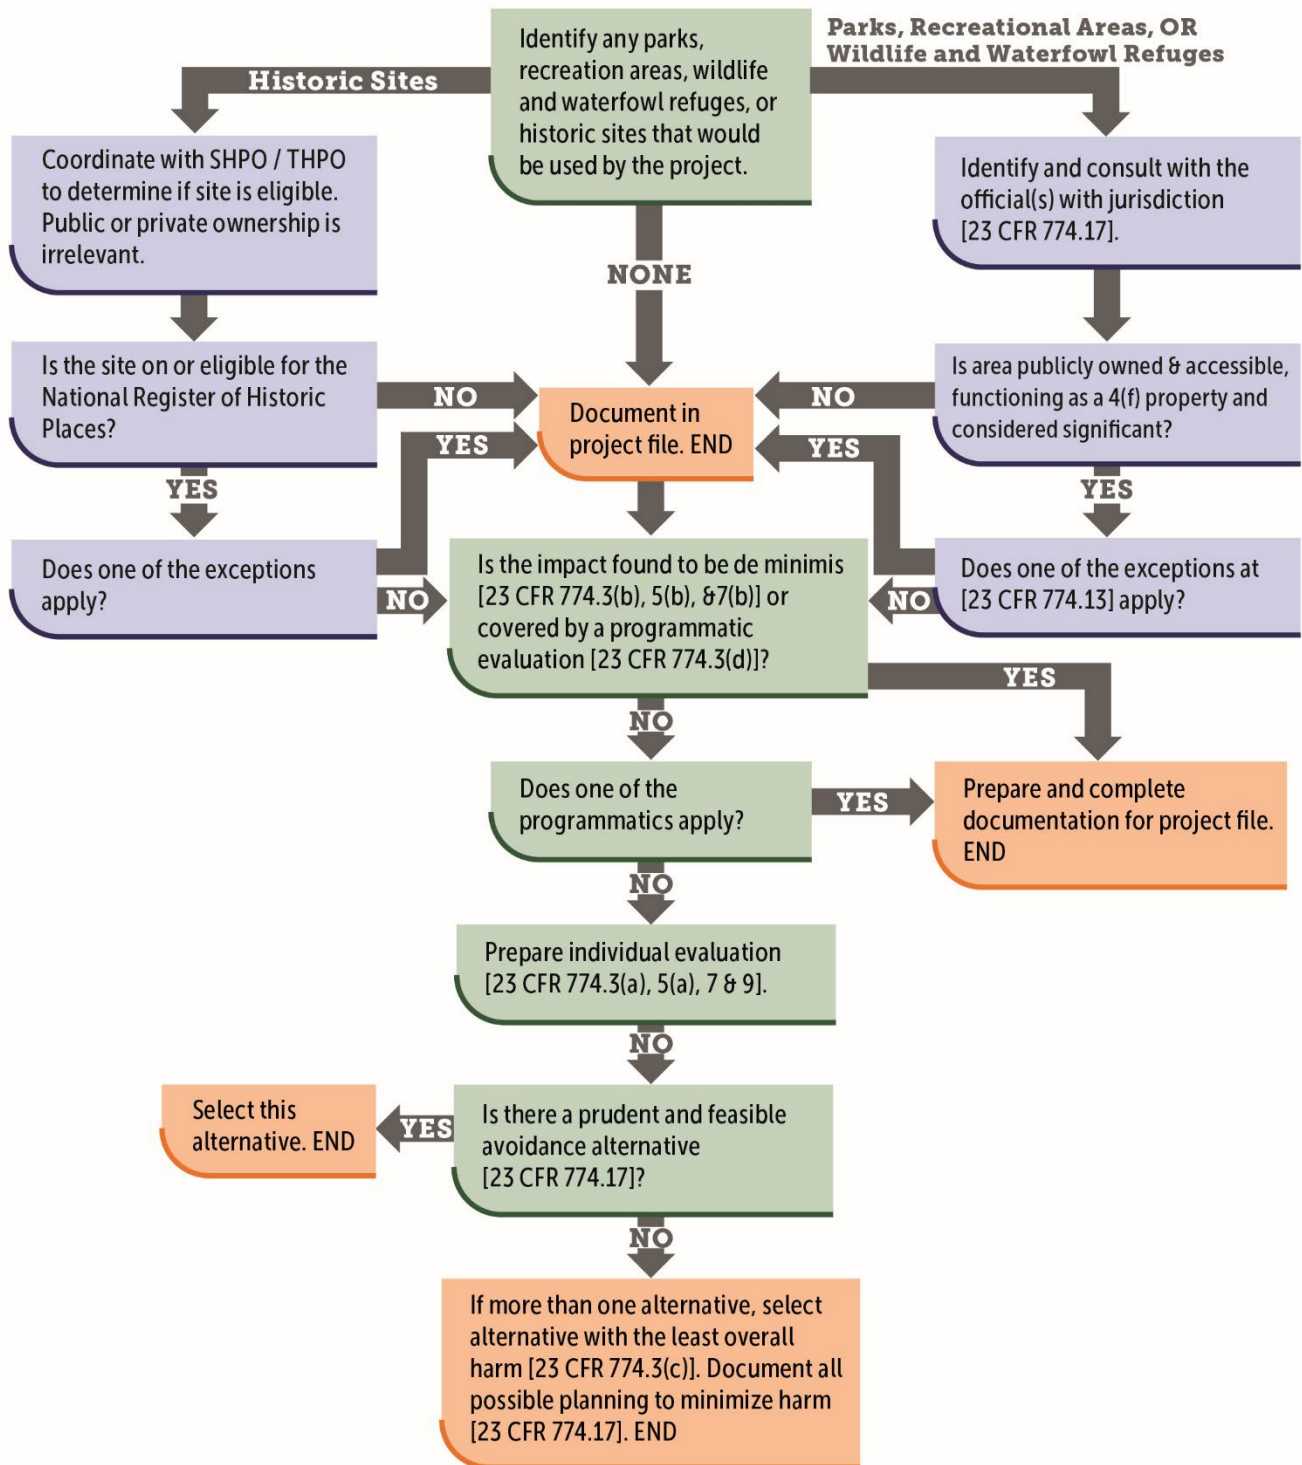 Identify any parks,
recreation areas, wildlife
and waterfowl refuges, or
historic sites that would
be used by the project.
Historic Sites
Parks, Recreational Areas, OR
Wildlife and Waterfowl Refuges
Coordinate with SHPO / THPO
to determine if site is eligible.
Public or private ownership is
irrelevant.
NONE
Identify and consult with the
official(s) with jurisdiction
[23 CFR 774.17].
Is the site on or eligible for the
National Register of Historic
Places?
NO
YES
Document in
project file. END
NO
YES
Is area publicly owned & accessible,
functioning as a 4(f) property and
considered significant?
YES
YES
Does one of the exceptions
apply?
NO
Is the impact found to be de minimis
[23 CFR 774.3(b), 5(b), &7(b)] or
covered by a programmatic
evaluation [23 CFR 774.3(d)]?
NO
Does one of the exceptions at
[23 CFR 774.13] apply?
YES
NO
Does one of the
programmatics apply?
YES
Prepare and complete
documentation for project file.
END
NO
Prepare individual evaluation
[23 CFR 774.3(a), 5(a), 7 & 9].
NO
Select this
alternative. END
YES
Is there a prudent and feasible
avoidance alternative
[23 CFR 774.17]?
NO
If more than one alternative, select
alternative with the least overall
harm [23 CFR 774.3(c)]. Document all
possible planning to minimize harm
[23 CFR 774.17]. END